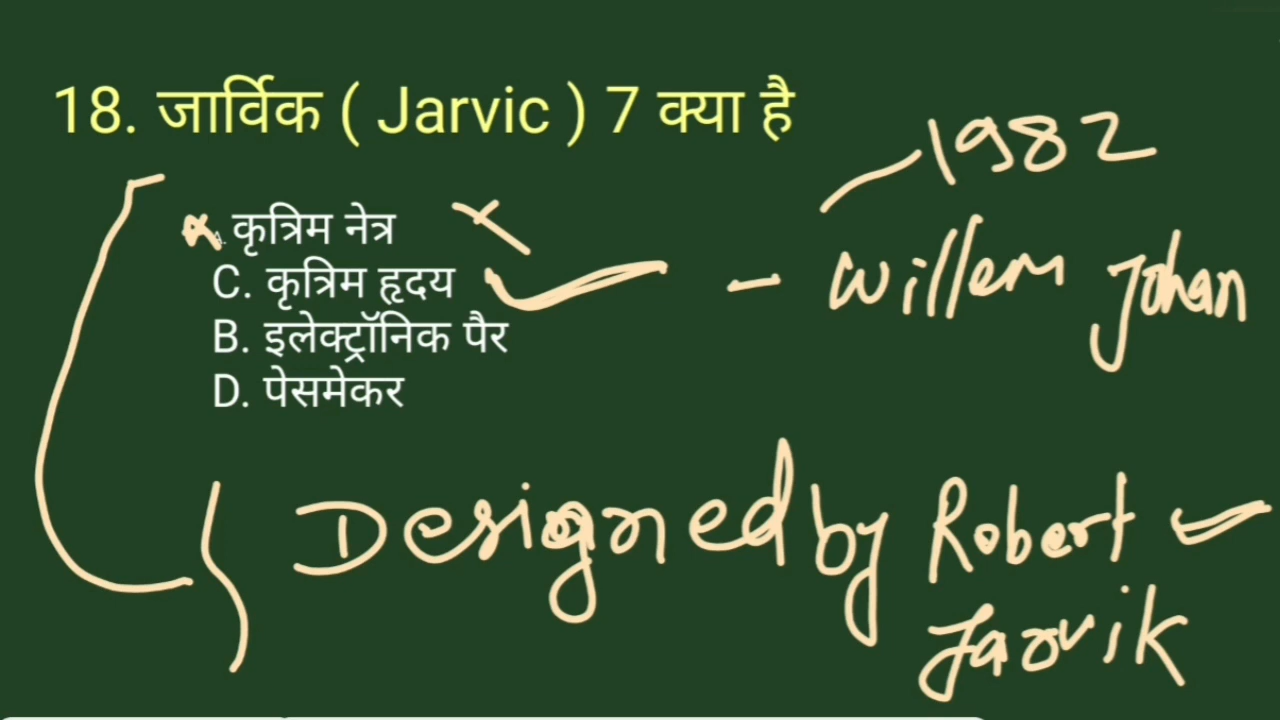 18. जार्विक ( Jarvic ) 7 क्या है
1982
A. कृत्रिम नेत्र
C. कृत्रिम हृदय - Willem Johan
B. इलेक्ट्रॉनिक पैर
D. पेसमेकर
Designed by Robert
Jarvik